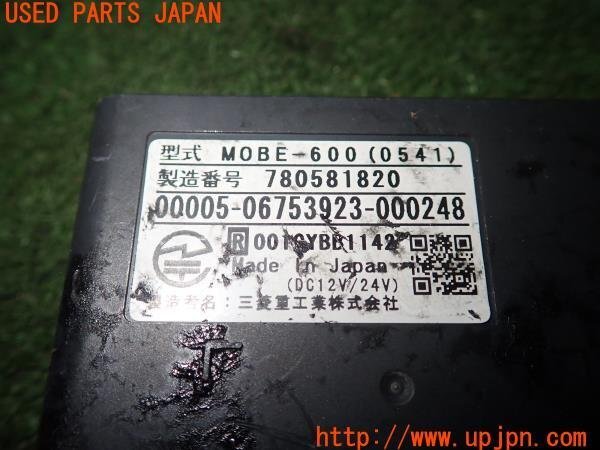 USED PARTS JAPAN
型式 MOBE-600(0541)
製造番号 780581820
00005-06753923-000248
R
Made In Japan
(DC12V/24V)
製造者名：三菱重工業株式会社
http://www.upjpn.com/